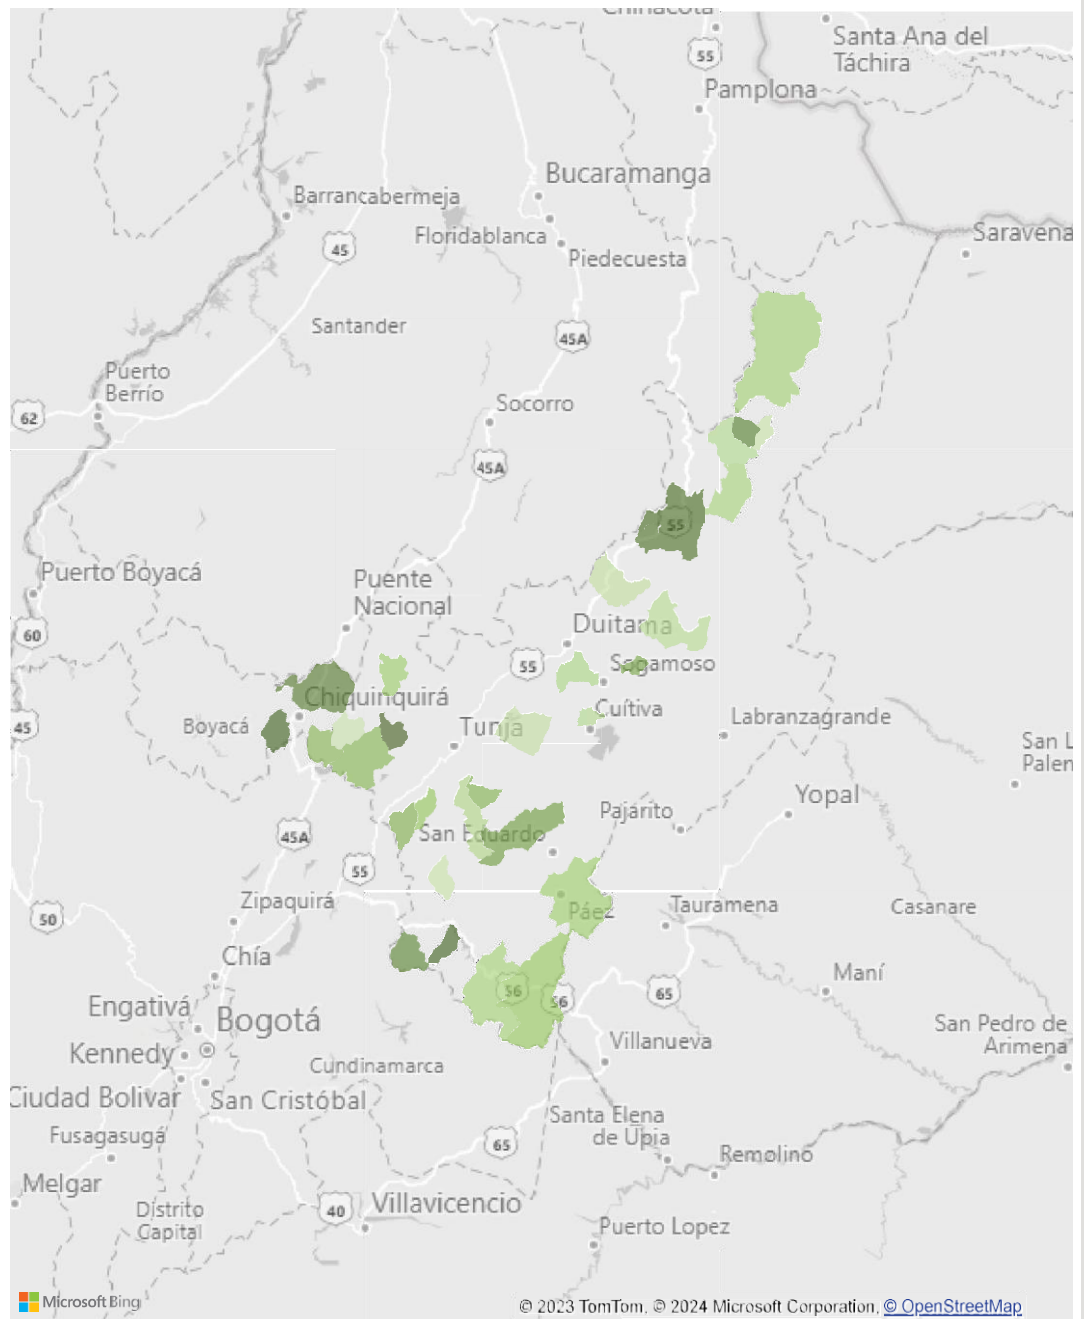 Chinácota
Santa Ana del
Táchira
55
Pamplona
Bucaramanga
Barrancabermeja
Floridablanca
Saravena
45
Piedecuesta
Santander
45A
Puerto
Berrío
Socorro
62
45A
55
Puerto Boyacá
Puente
Nacional
60
Duitama
55
Sogamoso
Chiquinquirá
Cuítiva
Boyacá
Tunja
Labranzagrande
45
San L
Palen
Yopal
Pajarito
45A
San Eduardo
55
Zipaquirá
Páez
Tauramena
Casanare
50
Chía
Maní
56
56
65
Engativá
Bogotá
San Pedro de
Arimena
Kennedy
Villanueva
Cundinamarca
Ciudad Bolivar
San Cristóbal
Santa Elena
de Upia
Fusagasugá
65
Remolino
Melgar
Distrito
Capital
40
Villavicencio
Puerto Lopez
Microsoft Bing
© 2023 TomTom, © 2024 Microsoft Corporation, © OpenStreetMap